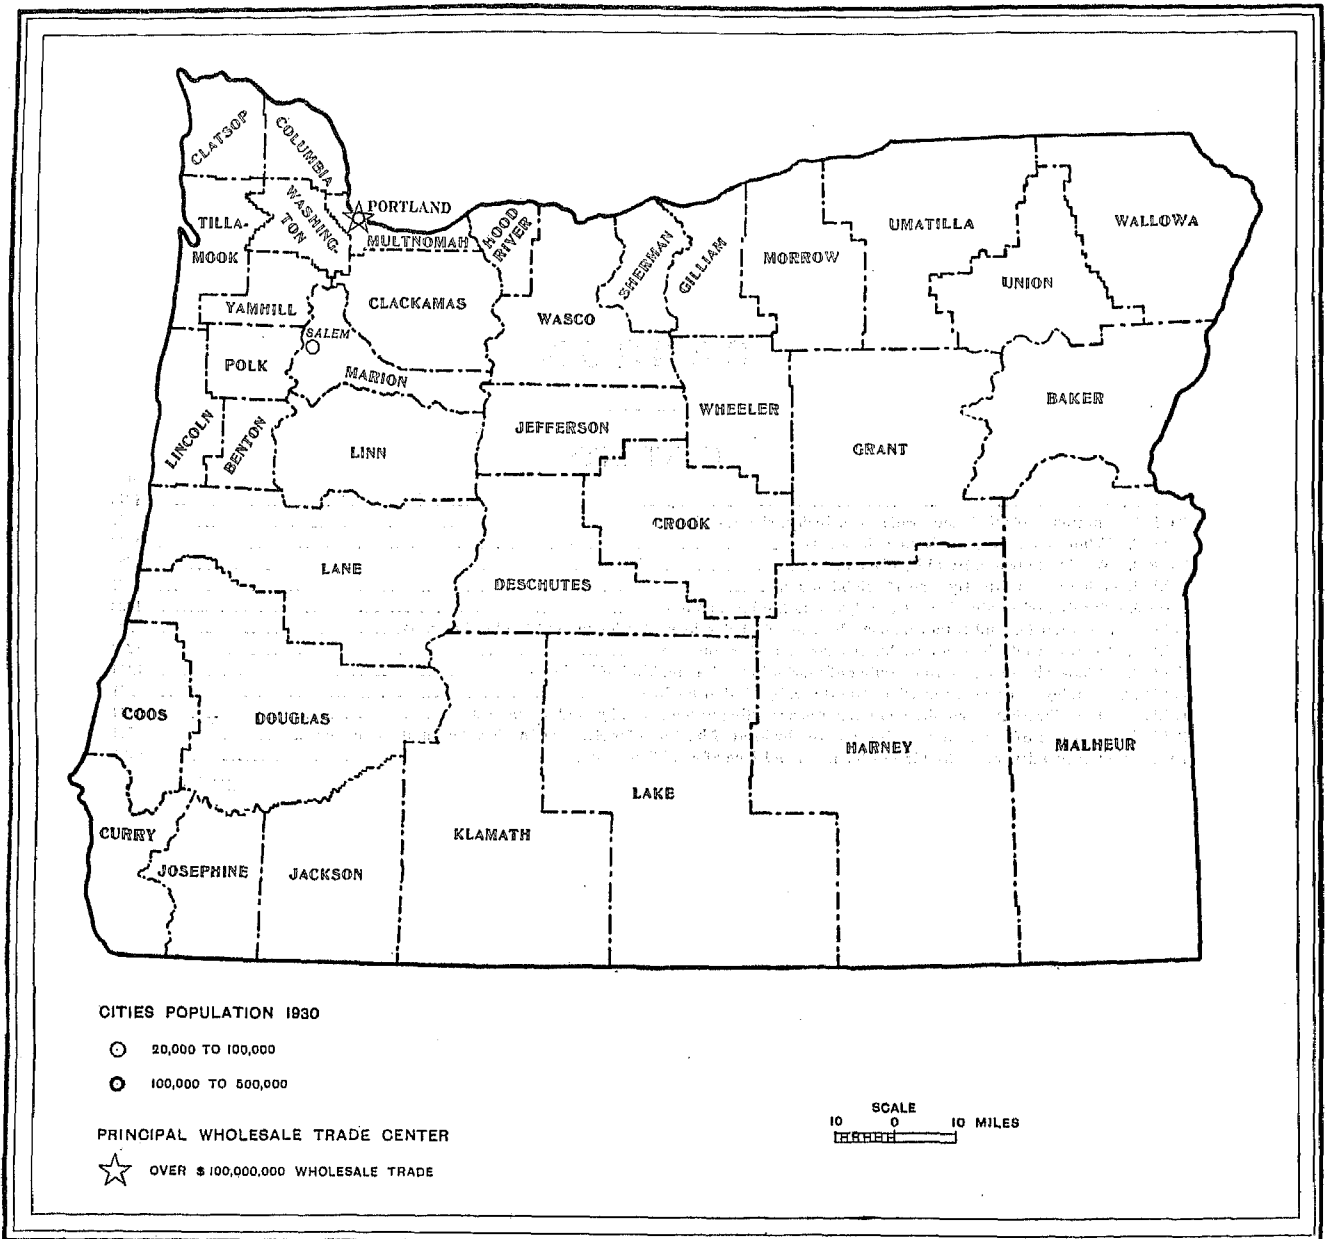 CLATSOP
COLUMBIA
TILLA-
MOOK
WASHING-
TON
PORTLAND
MULTNOMAH
HOOD
RIVER
SHERMAN
GILLIAM
MORROW
UMATILLA
WALLOWA
UNION
YAMHILL
CLACKAMAS
WASCO
SALEM
POLK
MARION
WHEELER
BAKER
LINCOLN
BENTON
LINN
JEFFERSON
GRANT
CROOK
LANE
DESCHUTES
COOS
DOUGLAS
HARNEY
MALHEUR
LAKE
CURRY
JOSEPHINE
JACKSON
KLAMATH
CITIES POPULATION 1930
20,000 TO 100,000
100,000 TO 500,000
PRINCIPAL WHOLESALE TRADE CENTER
OVER $100,000,000 WHOLESALE TRADE
SCALE
10 0 10 MILES